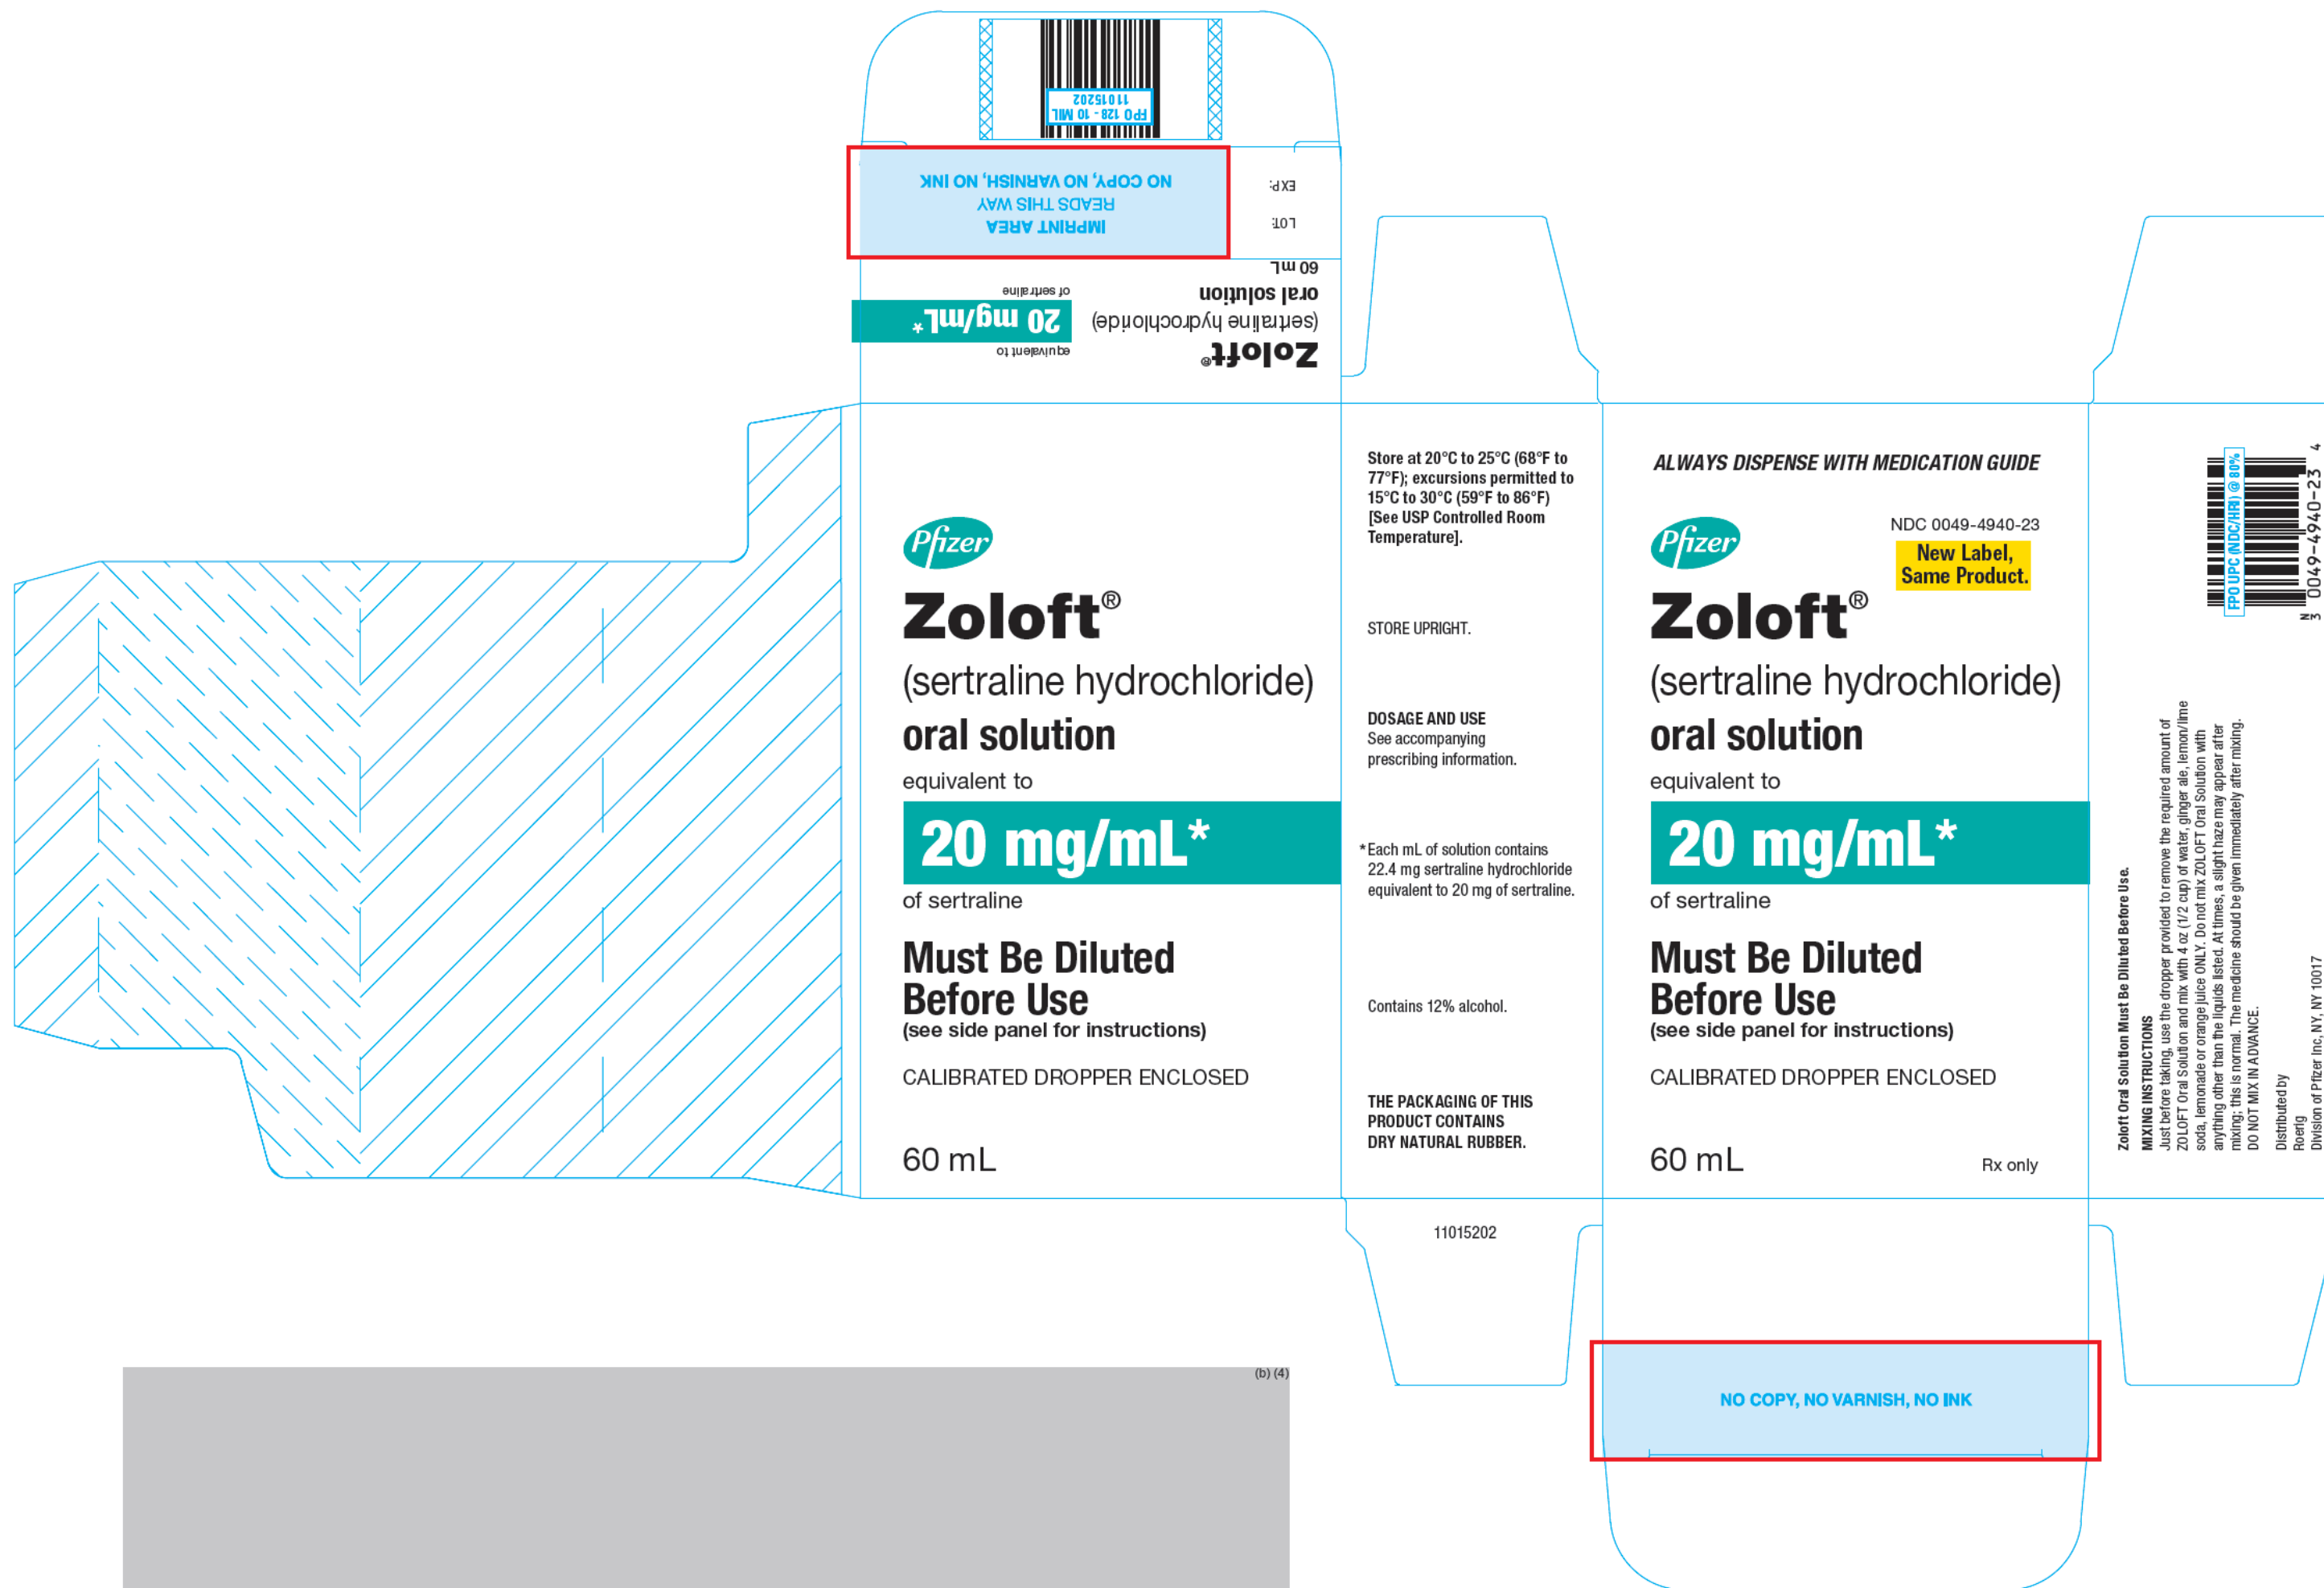 FPO 128 - 10 MIL
11015202
NO COPY, NO VARNISH, NO INK
READS THIS WAY
IMPRINT AREA
EXP:
LOT:
Zoloft®
(sertraline hydrochloride)
oral solution
60 mL
equivalent to
20 mg/mL*
of sertraline
Pfizer
Zoloft®
(sertraline hydrochloride)
oral solution
equivalent to
20 mg/mL*
of sertraline
Must Be Diluted
Before Use
(see side panel for instructions)
CALIBRATED DROPPER ENCLOSED
60 mL
Store at 20°C to 25°C (68°F to
77°F); excursions permitted to
15°C to 30°C (59°F to 86°F)
[See USP Controlled Room
Temperature].
STORE UPRIGHT.
DOSAGE AND USE
See accompanying
prescribing information.
*Each mL of solution contains
22.4 mg sertraline hydrochloride
equivalent to 20 mg of sertraline.
Contains 12% alcohol.
THE PACKAGING OF THIS
PRODUCT CONTAINS
DRY NATURAL RUBBER.
11015202
ALWAYS DISPENSE WITH MEDICATION GUIDE
Pfizer
NDC 0049-4940-23
New Label,
Same Product.
Zoloft®
(sertraline hydrochloride)
oral solution
equivalent to
20 mg/mL*
of sertraline
Must Be Diluted
Before Use
(see side panel for instructions)
CALIBRATED DROPPER ENCLOSED
60 mL
Rx only
NO COPY, NO VARNISH, NO INK
Zoloft Oral Solution Must Be Diluted Before Use.
MIXING INSTRUCTIONS
Just before taking, use the dropper provided to remove the required amount of
ZOLOFT Oral Solution and mix with 4 oz (1/2 cup) of water, ginger ale, lemon/lime
soda, lemonade or orange juice ONLY. Do not mix ZOLOFT Oral Solution with
anything other than the liquids listed. At times, a slight haze may appear after
mixing; this is normal. The medicine should be given immediately after mixing.
DO NOT MIX IN ADVANCE.
Distributed by
Roerig
Division of Pfizer Inc, NY, NY 10017
FPO UPC (NDC/HRI) @ 80%
N
3 0049-4940-23 4
(b) (4)